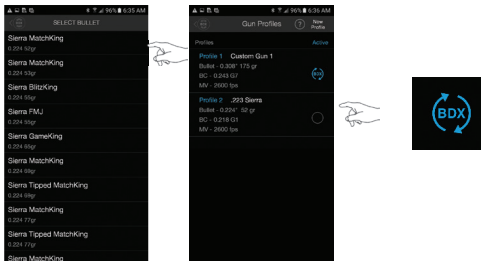 96% 6:35 AM
SELECT BULLET
Sierra MatchKing
0.224 52gr
Sierra MatchKing
0.224 53gr
Sierra BlitzKing
0.224 55gr
Sierra FMJ
0.224 55gr
Sierra GameKing
0.224 65gr
Sierra MatchKing
0.224 69gr
Sierra Tipped MatchKing
0.224 69gr
Sierra MatchKing
0.224 77gr
Sierra Tipped MatchKing
0.224 77gr
Sierra MatchKing
96% 6:36 AM
Gun Profiles
?
New
Profile
Profiles Active
Profile 1 Custom Gun 1
Bullet - 0.308" 175 gr
BC - 0.243 G7
MV - 2600 fps
BDX
Profile 2 .223 Sierra
Bullet - 0.224" 52 gr
BC - 0.218 G1
MV - 2600 fps
BDX